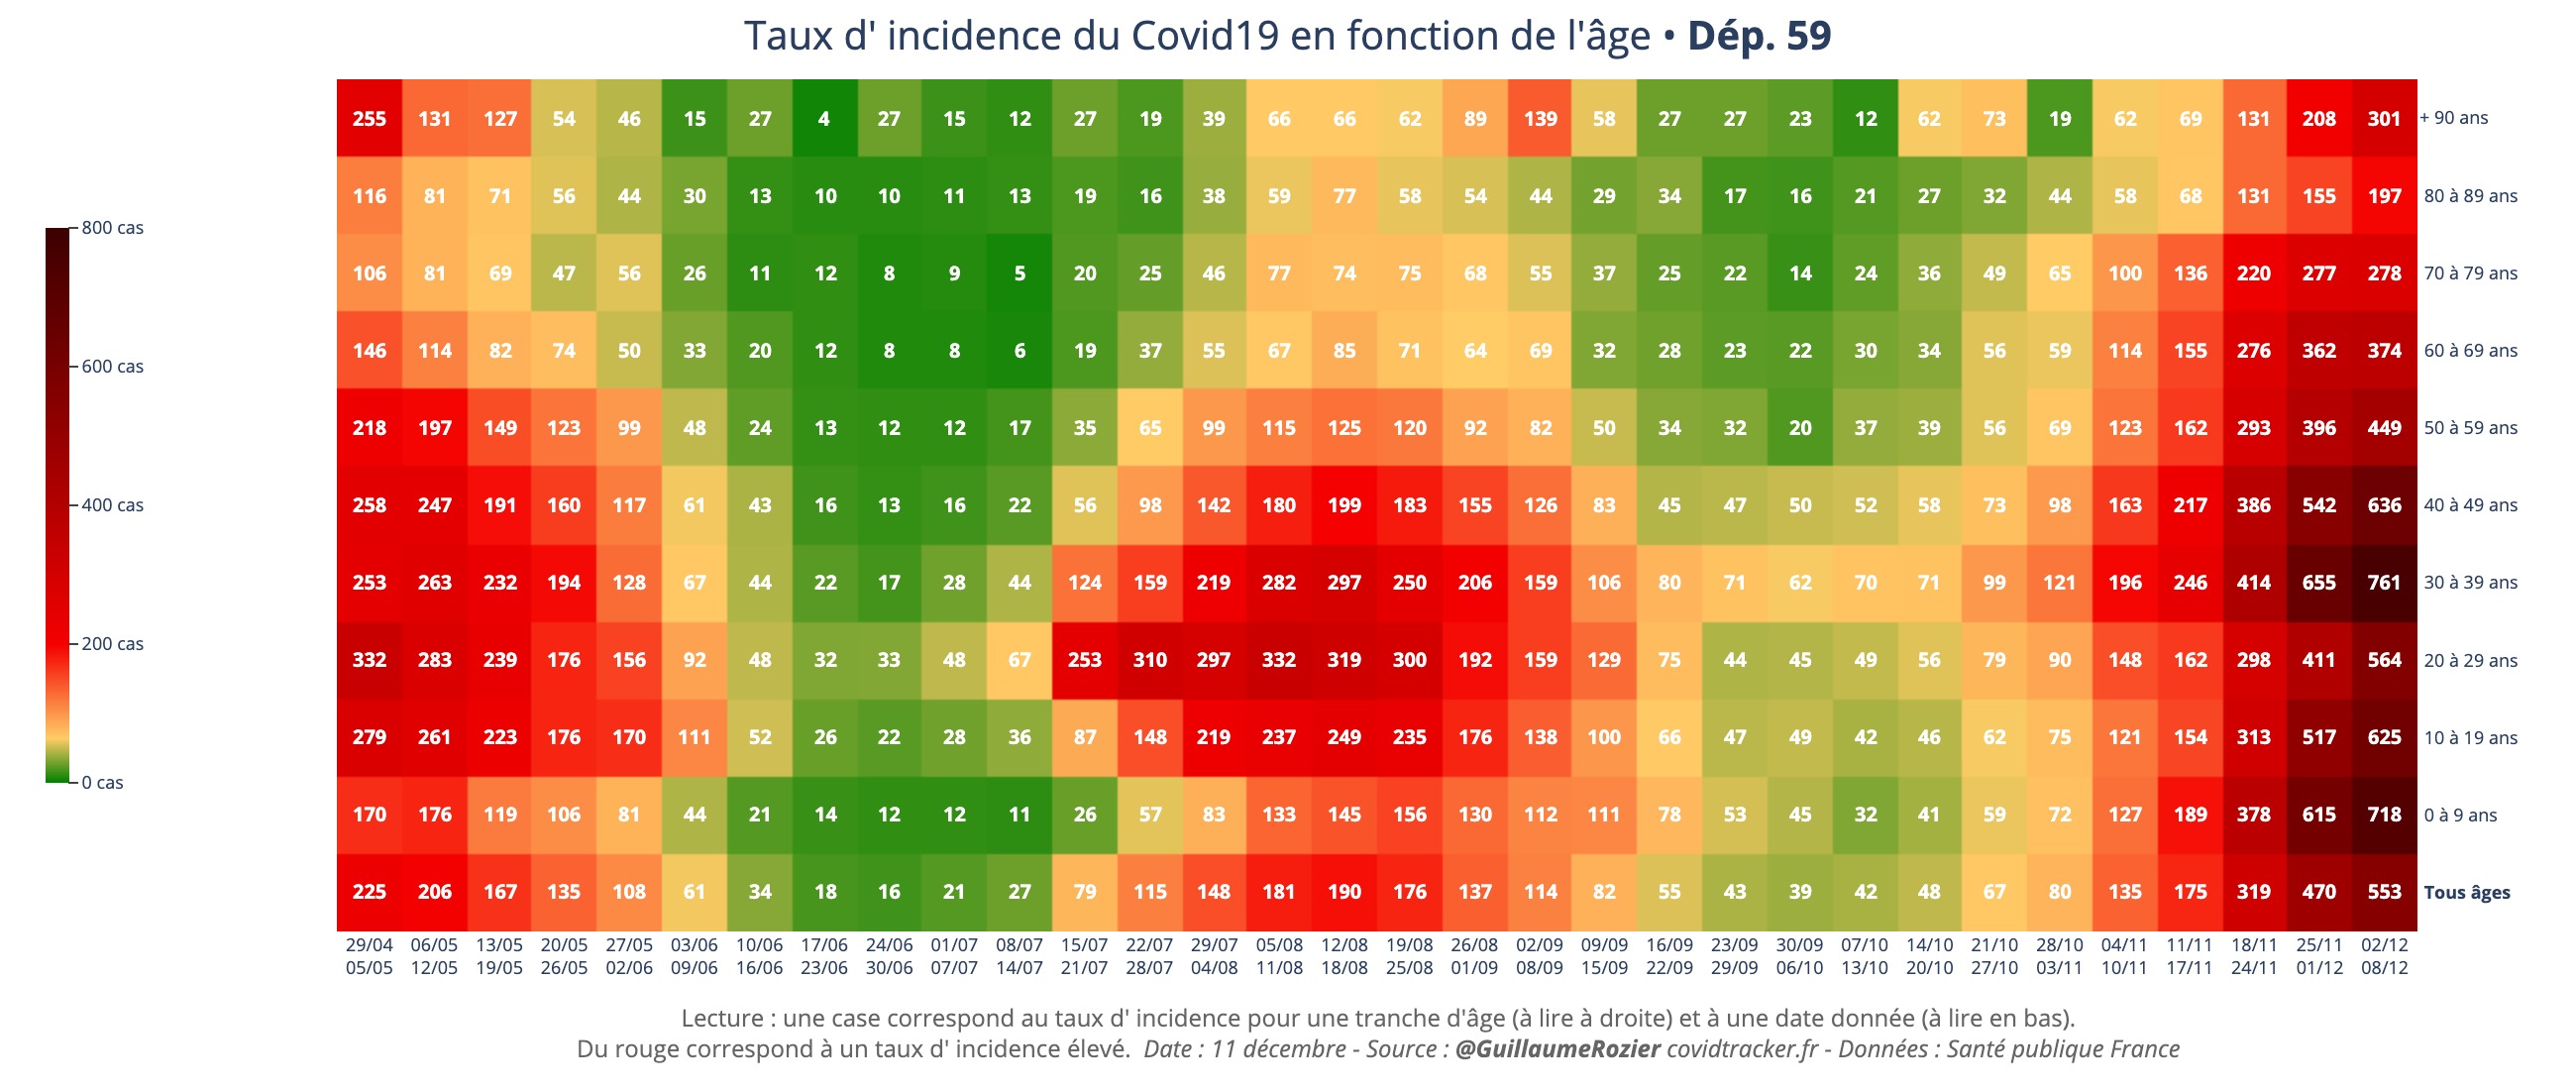 Taux d' incidence du Covid19 en fonction de l'âge • Dép. 59
255 131 127 54 46 15 27 4 27 15 12 27 19 39 66 66 62 89 139 58 27 27 23 12 62 73 19 62 69 131 208 301 + 90 ans
116 81 71 56 44 30 13 10 10 11 13 19 16 38 59 77 58 54 44 29 34 17 16 21 27 32 44 58 68 131 155 197 80 à 89 ans
106 81 69 47 56 26 11 12 8 9 5 20 25 46 77 74 75 68 55 37 25 22 14 24 36 49 65 100 136 220 277 278 70 à 79 ans
146 114 82 74 50 33 20 12 8 8 6 19 37 55 67 85 71 64 69 32 28 23 22 30 34 56 59 114 155 276 362 374 60 à 69 ans
218 197 149 123 99 48 24 13 12 12 17 35 65 99 115 125 120 92 82 50 34 32 20 37 39 56 69 123 162 293 396 449 50 à 59 ans
258 247 191 160 117 61 43 16 13 16 22 56 98 142 180 199 183 155 126 83 45 47 50 52 58 73 98 163 217 386 542 636 40 à 49 ans
253 263 232 194 128 67 44 22 17 28 44 124 159 219 282 297 250 206 159 106 80 71 62 70 71 99 121 196 246 414 655 761 30 à 39 ans
332 283 239 176 156 92 48 32 33 48 67 253 310 297 332 319 300 192 159 129 75 44 45 49 56 79 90 148 162 298 411 564 20 à 29 ans
279 261 223 176 170 111 52 26 22 28 36 87 148 219 237 249 235 176 138 100 66 47 49 42 46 62 75 121 154 313 517 625 10 à 19 ans
170 176 119 106 81 44 21 14 12 12 11 26 57 83 133 145 156 130 112 111 78 53 45 32 41 59 72 127 189 378 615 718 0 à 9 ans
225 206 167 135 108 61 34 18 16 21 27 79 115 148 181 190 176 137 114 82 55 43 39 42 48 67 80 135 175 319 470 553 Tous âges
29/04 06/05 13/05 20/05 27/05 03/06 10/06 17/06 24/06 01/07 08/07 15/07 22/07 29/07 05/08 12/08 19/08 26/08 02/09 09/09 16/09 23/09 30/09 07/10 14/10 21/10 28/10 04/11 11/11 18/11 25/11 02/12
05/05 12/05 19/05 26/05 02/06 09/06 16/06 23/06 30/06 07/07 14/07 21/07 28/07 04/08 11/08 18/08 25/08 01/09 08/09 15/09 22/09 29/09 06/10 13/10 20/10 27/10 03/11 10/11 17/11 24/11 01/12 08/12
800 cas
600 cas
400 cas
200 cas
0 cas
Lecture : une case correspond au taux d' incidence pour une tranche d'âge (à lire à droite) et à une date donnée (à lire en bas).
Du rouge correspond à un taux d' incidence élevé. Date : 11 décembre - Source : @GuillaumeRozier covidtracker.fr - Données : Santé publique France